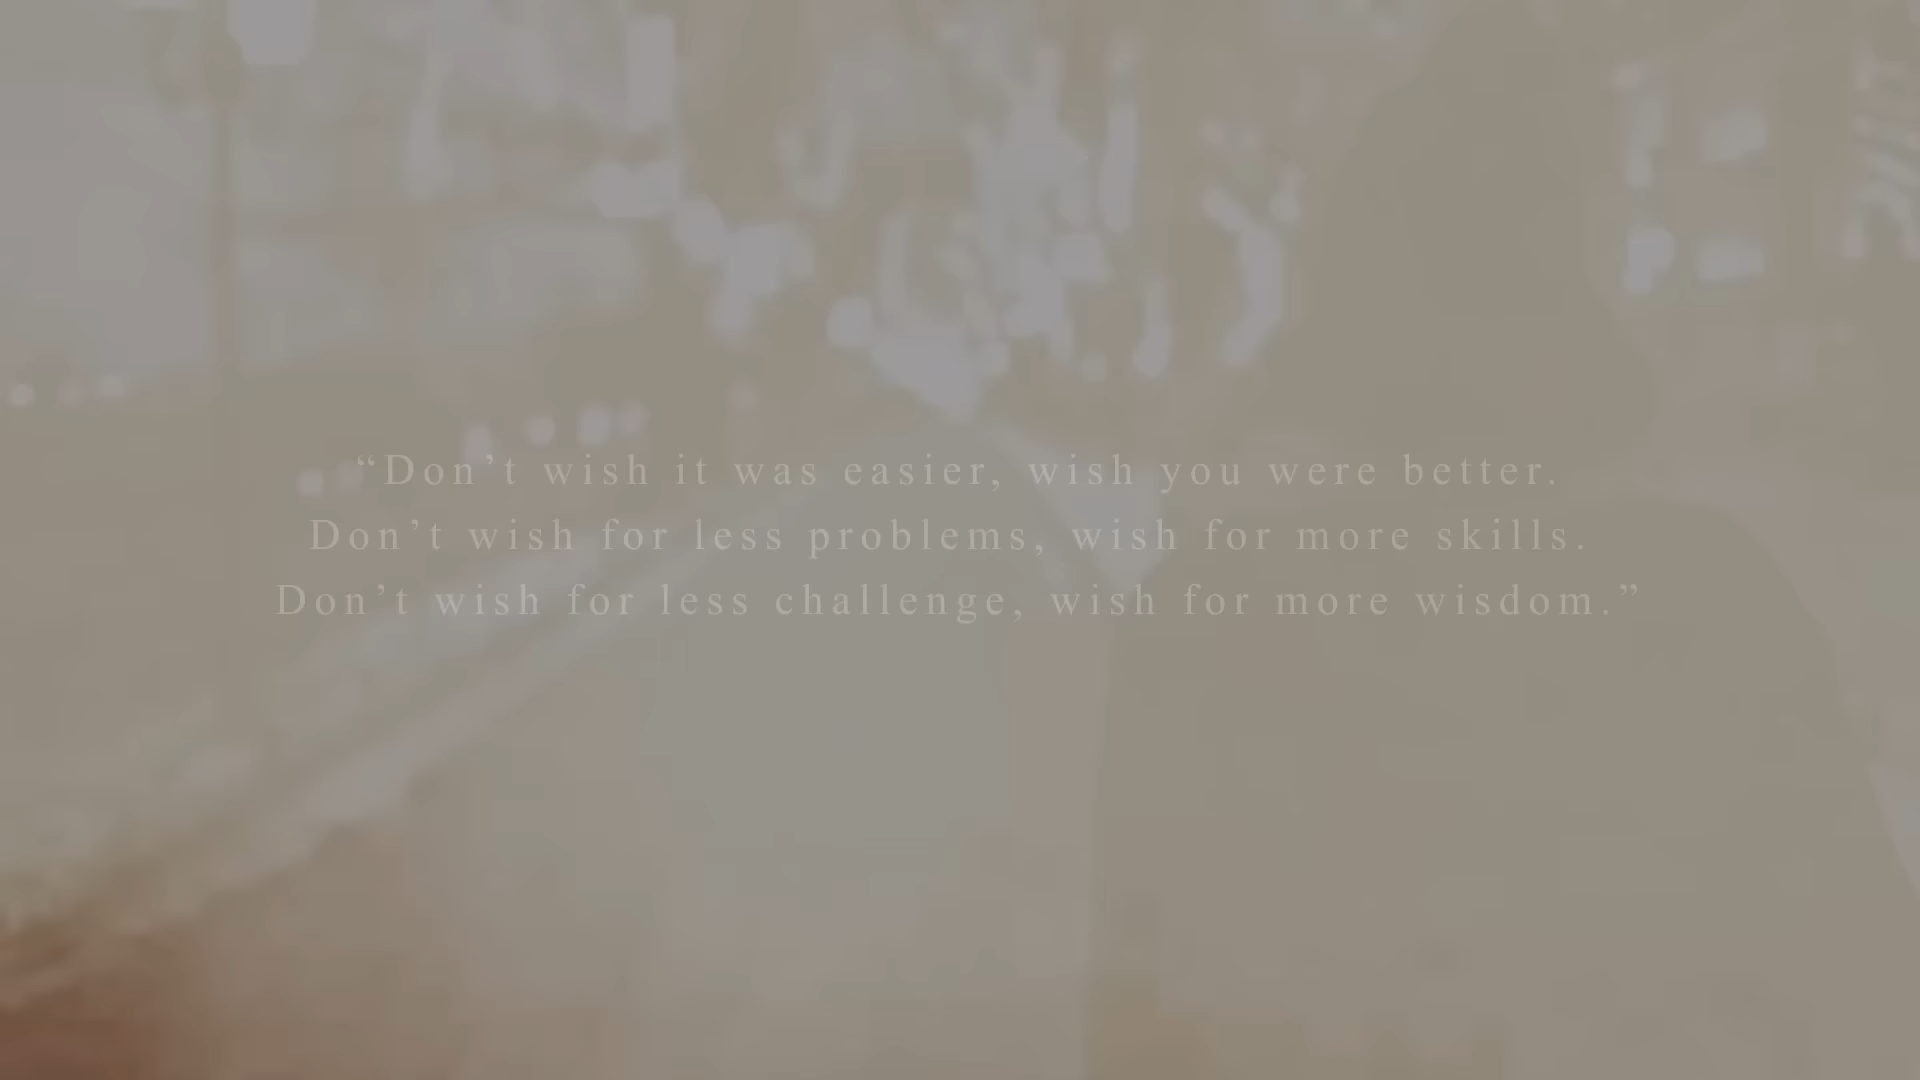 “Don’t wish it was easier, wish you were better.
Don’t wish for less problems, wish for more skills.
Don’t wish for less challenge, wish for more wisdom.”